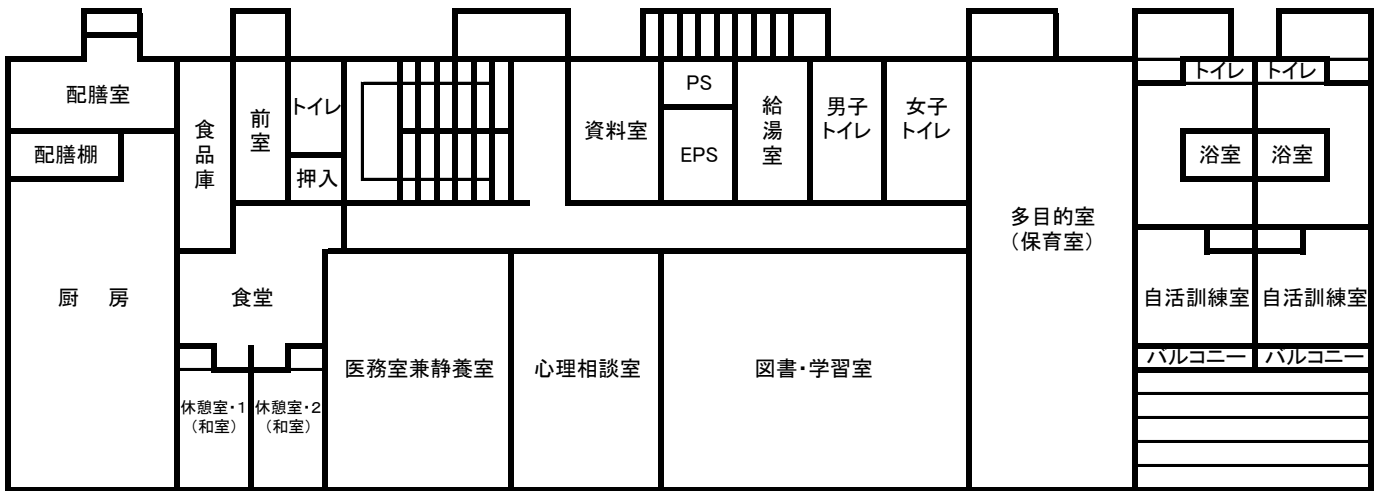 配膳室
配膳棚
厨　房
食品庫
前室
トイレ
押入
食堂
休憩室・1
（和室）
休憩室・2
（和室）
医務室兼静養室
心理相談室
図書・学習室
資料室
PS
EPS
給湯室
男子
トイレ
女子
トイレ
多目的室
（保育室）
トイレ
トイレ
浴室
浴室
自活訓練室
自活訓練室
バルコニー
バルコニー